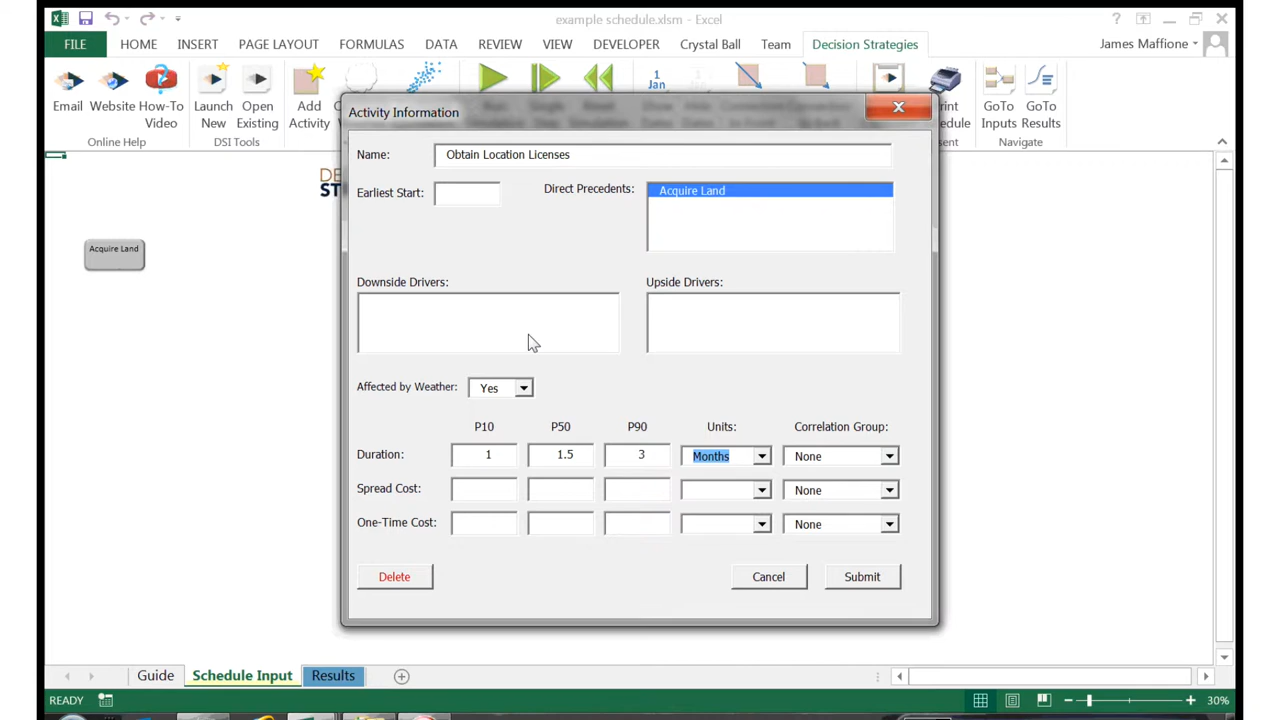 example schedule.xlsm - Excel
FILE HOME INSERT PAGE LAYOUT FORMULAS DATA REVIEW VIEW DEVELOPER Crystal Ball Team Decision Strategies James Maffione
Email Website How-To Video Launch New Open Existing Add Activity 1 Jan Print Schedule GoTo Inputs GoTo Results
Online Help DSI Tools Navigate
Activity Information
Name: Obtain Location Licenses
Earliest Start: Direct Precedents: Acquire Land
Acquire Land
Downside Drivers: Upside Drivers:
Affected by Weather: Yes
P10 P50 P90 Units: Correlation Group:
Duration: 1 1.5 3 Months None
Spread Cost: None
One-Time Cost: None
Delete Cancel Submit
Guide Schedule Input Results
READY 30%